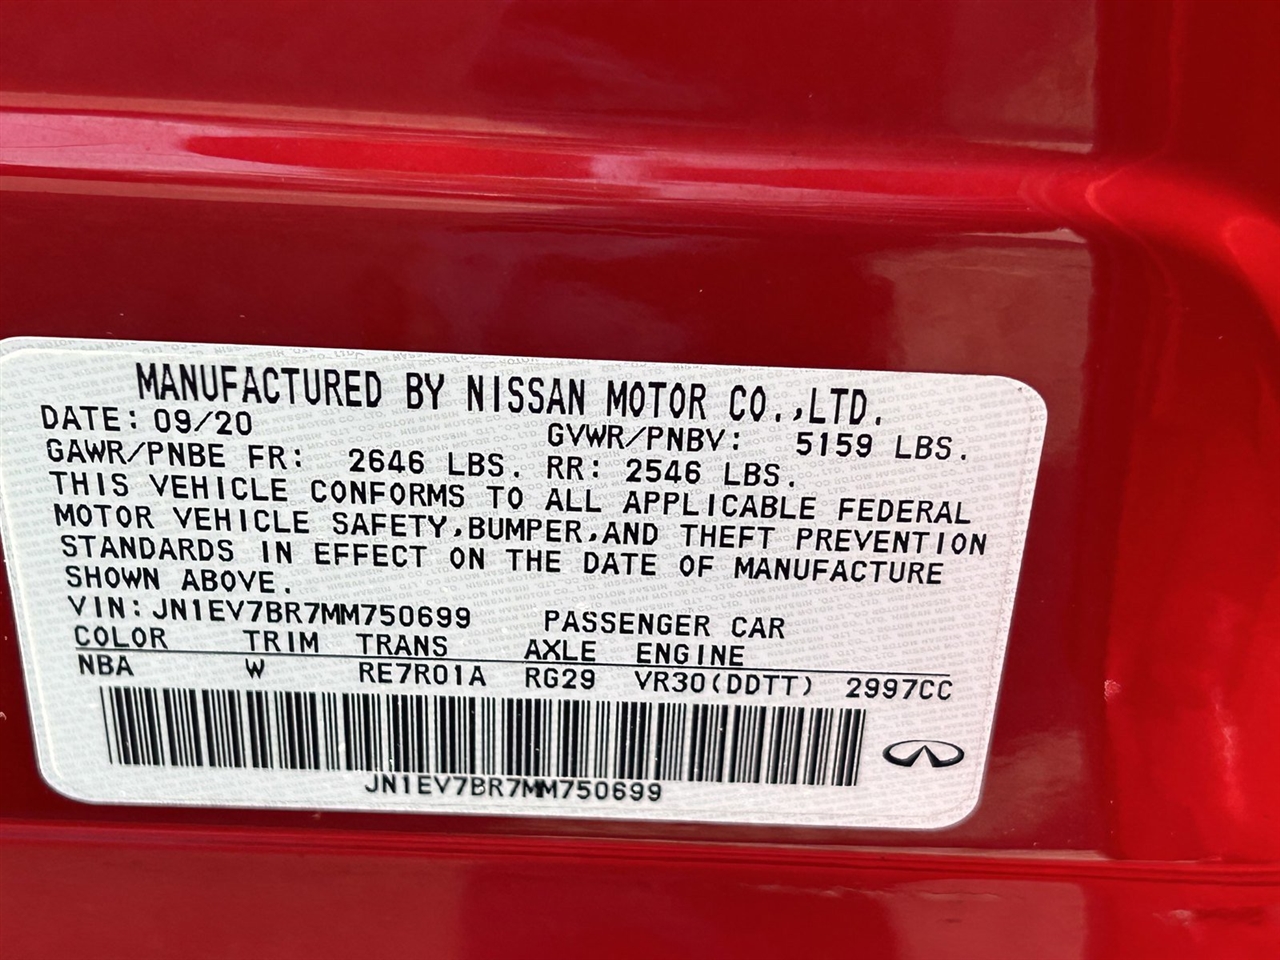 MANUFACTURED BY NISSAN MOTOR CO.,LTD.
DATE: 09/20 GVWR/PNBV: 5159 LBS.
GAWR/PNBE FR: 2646 LBS. RR: 2546 LBS.
THIS VEHICLE CONFORMS TO ALL APPLICABLE FEDERAL
MOTOR VEHICLE SAFETY,BUMPER,AND THEFT PREVENTION
STANDARDS IN EFFECT ON THE DATE OF MANUFACTURE
SHOWN ABOVE.
VIN:JN1EV7BR7MM750699 PASSENGER CAR
COLOR TRIM TRANS AXLE ENGINE
NBA W RE7R01A RG29 VR30(DDTT) 2997CC
JN1EV7BR7MM750699